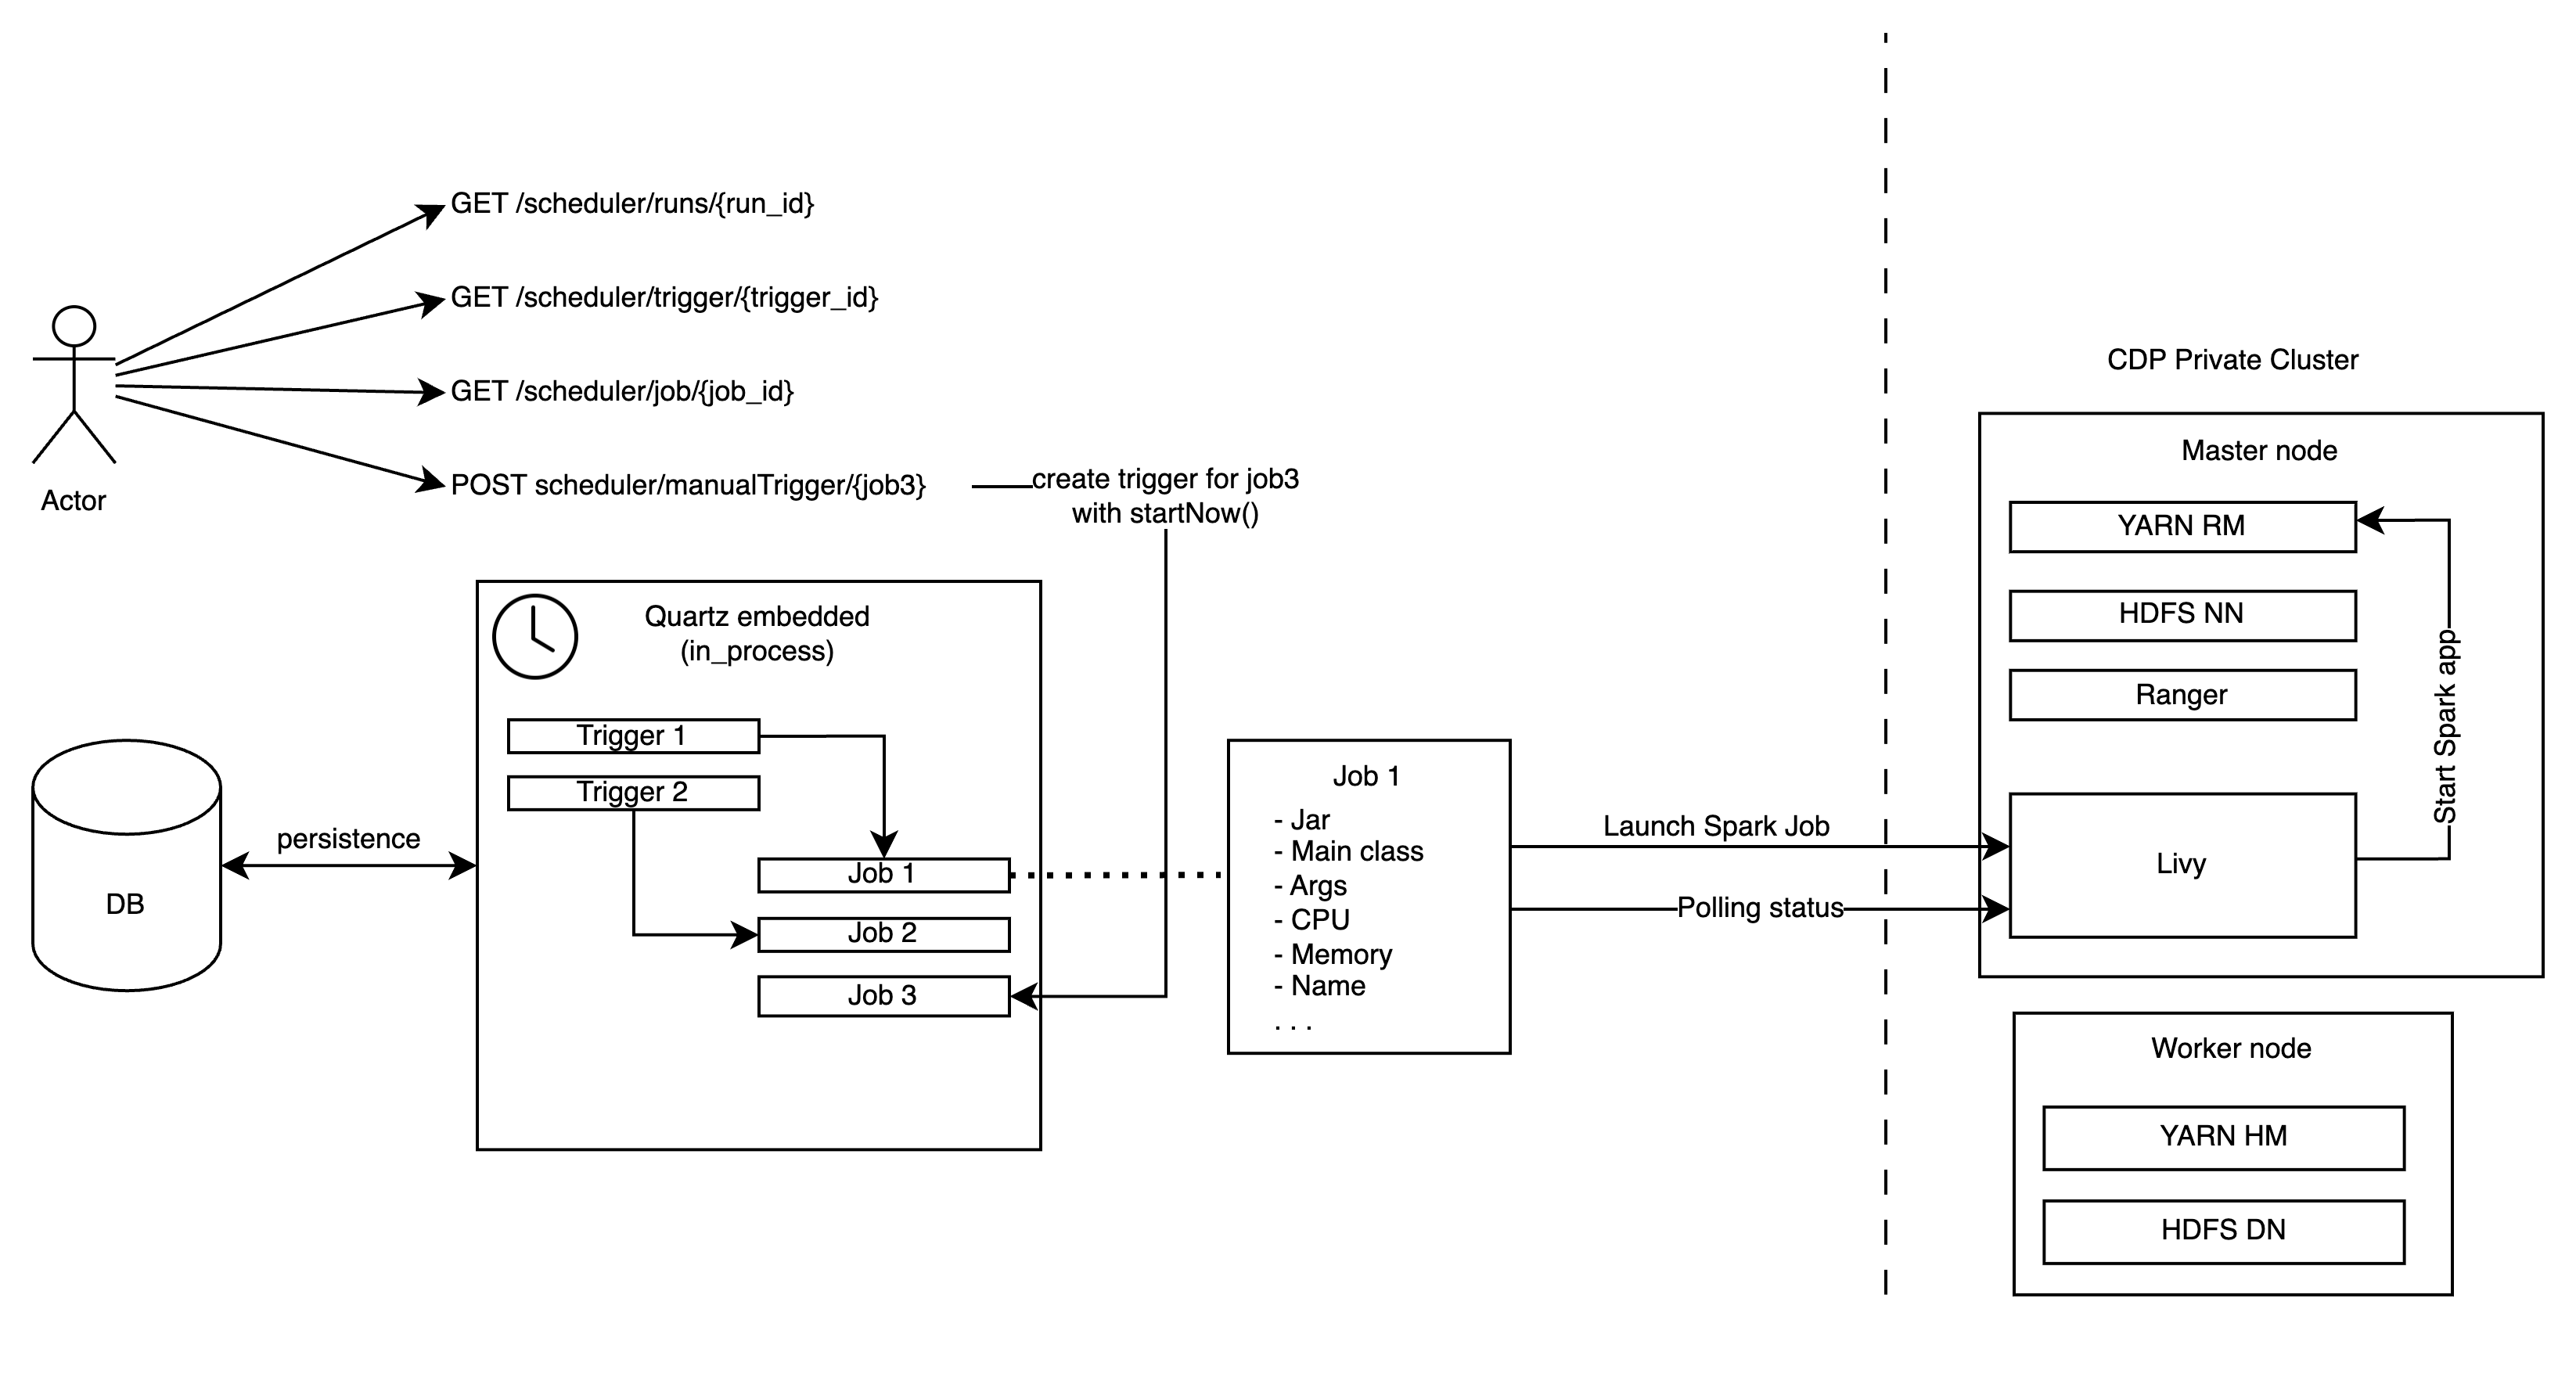 GET /scheduler/runs/{run_id}
GET /scheduler/trigger/{trigger_id}
GET /scheduler/job/{job_id}
POST scheduler/manualTrigger/{job3}
Actor
create trigger for job3
with startNow()
Quartz embedded
(in_process)
Trigger 1
Trigger 2
Job 1
Job 2
Job 3
persistence
DB
Job 1
- Jar
- Main class
- Args
- CPU
- Memory
- Name
. . .
Launch Spark Job
Polling status
CDP Private Cluster
Master node
YARN RM
HDFS NN
Ranger
Livy
Start Spark app
Worker node
YARN HM
HDFS DN